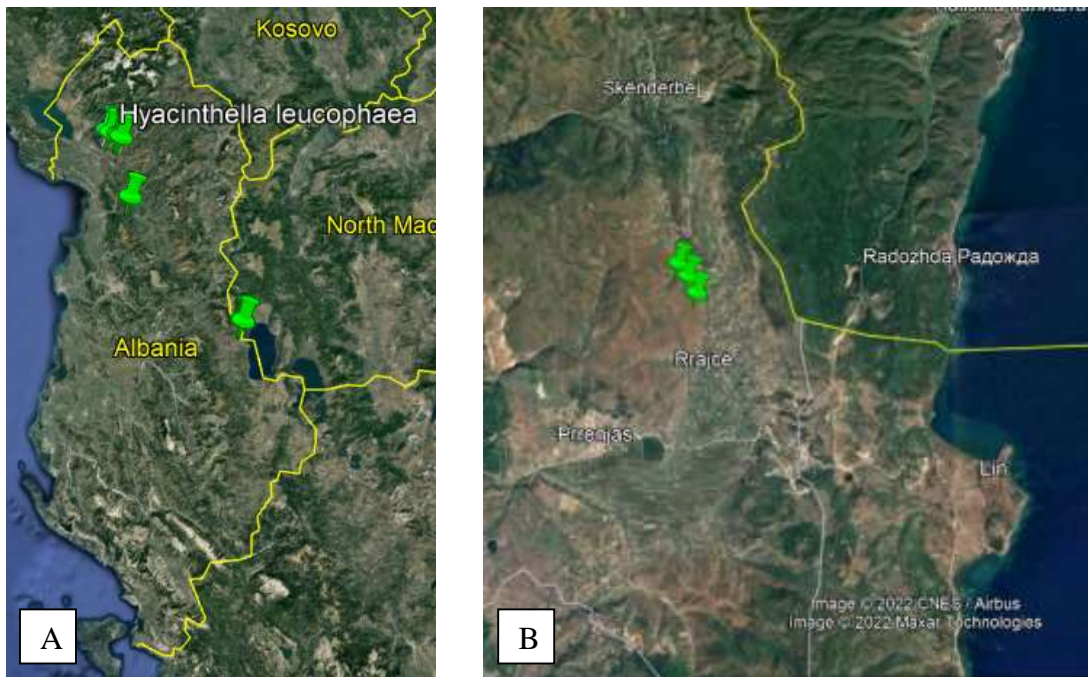 Kosovo
Hyacinthella leucophaea
North Mac
Albania
A
Skenderbej
Radozhda Радожда
Rrajce
Prrenjas
Lin
Image © 2022 CNES / Airbus
Image © 2022 Maxar Technologies
B